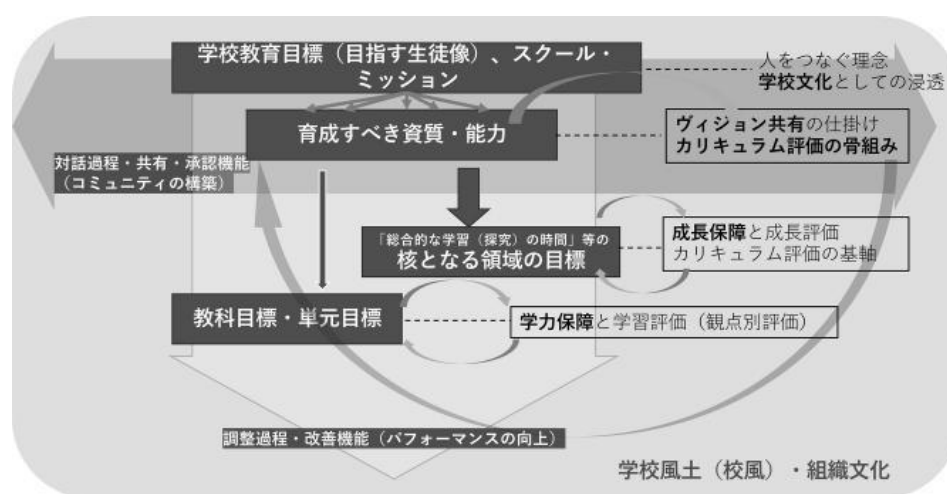 学校教育目標（目指す生徒像）、スクール・
ミッション
人をつなぐ理念
学校文化としての浸透
育成すべき資質・能力
ヴィジョン共有の仕掛け
カリキュラム評価の骨組み
対話過程・共有・承認機能
（コミュニティの構築）
「総合的な学習（探究）の時間」等の
核となる領域の目標
成長保障と成長評価
カリキュラム評価の基軸
教科目標・単元目標
学力保障と学習評価（観点別評価）
調整過程・改善機能（パフォーマンスの向上）
学校風土（校風）・組織文化